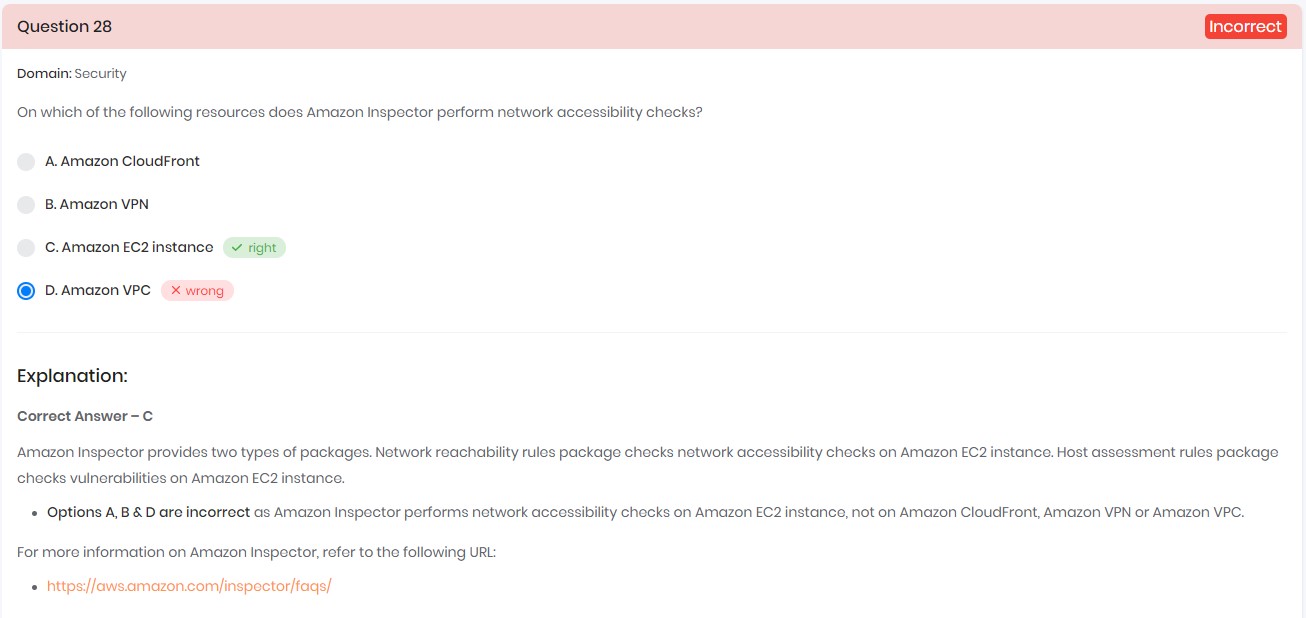 Question 28
Incorrect
Domain: Security
On which of the following resources does Amazon Inspector perform network accessibility checks?
A. Amazon CloudFront
B. Amazon VPN
C. Amazon EC2 instance ✓ right
D. Amazon VPC ✕ wrong
Explanation:
Correct Answer – C
Amazon Inspector provides two types of packages. Network reachability rules package checks network accessibility checks on Amazon EC2 instance. Host assessment rules package
checks vulnerabilities on Amazon EC2 instance.
• Options A, B & D are incorrect as Amazon Inspector performs network accessibility checks on Amazon EC2 instance, not on Amazon CloudFront, Amazon VPN or Amazon VPC.
For more information on Amazon Inspector, refer to the following URL:
• https://aws.amazon.com/inspector/faqs/